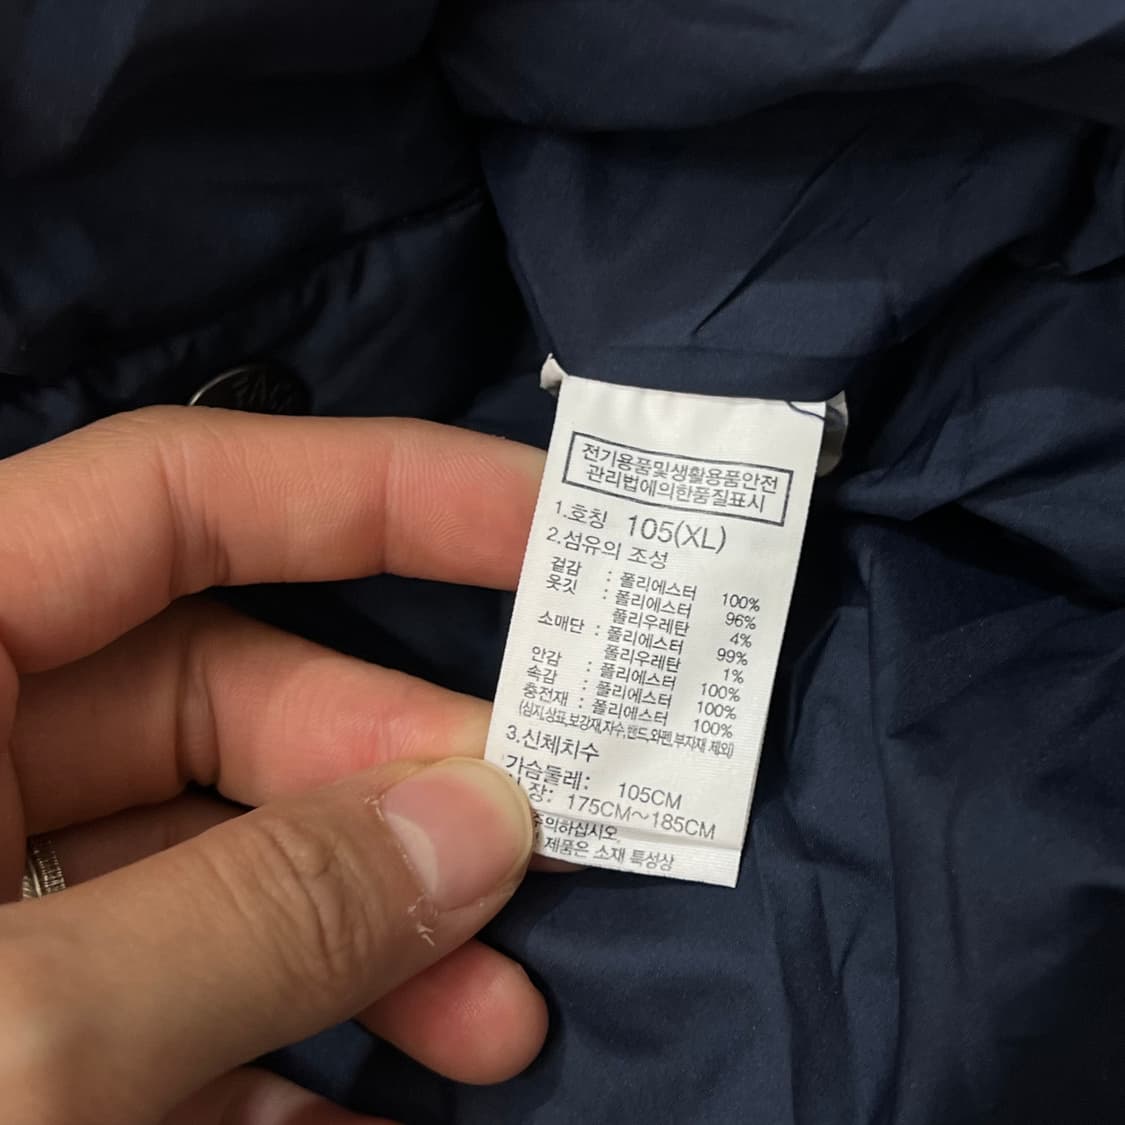 전기용품및생활용품안전
관리법에의한품질표시
1.호칭 105(XL)
2.섬유의 조성
겉감 : 폴리에스터 100%
옷깃 : 폴리에스터 96%
폴리우레탄 4%
소매단 : 폴리에스터 99%
폴리우레탄 1%
안감 : 폴리에스터 100%
속감 : 폴리에스터 100%
충전재 : 폴리에스터 100%
(심지,상표,보강재,자수,밴드,와펜,부자재 제외)
3.신체치수
가슴둘레: 105CM
장: 175CM~185CM
주의하십시오.
제품은 소재 특성상